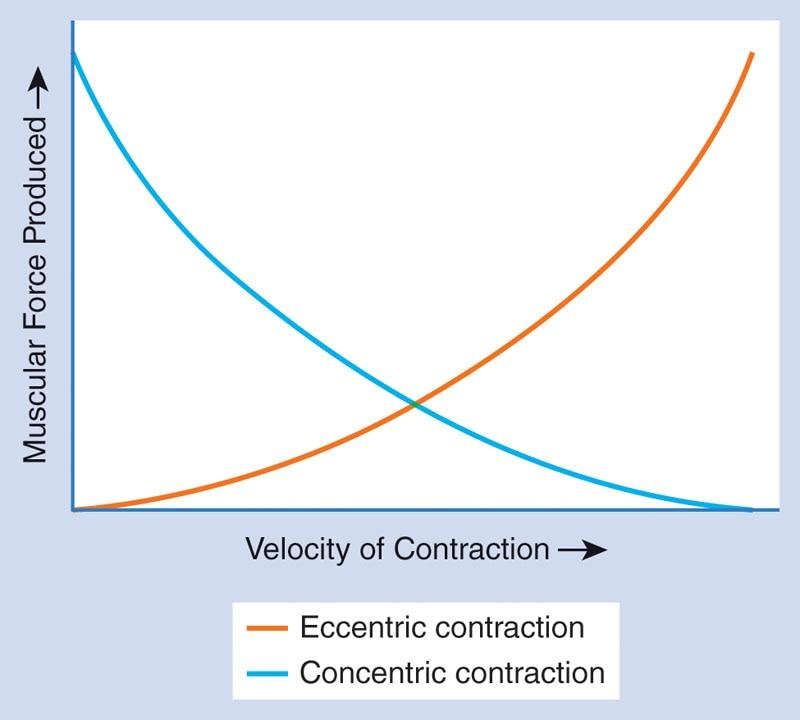 Muscular Force Produced
Velocity of Contraction
Eccentric contraction
Concentric contraction